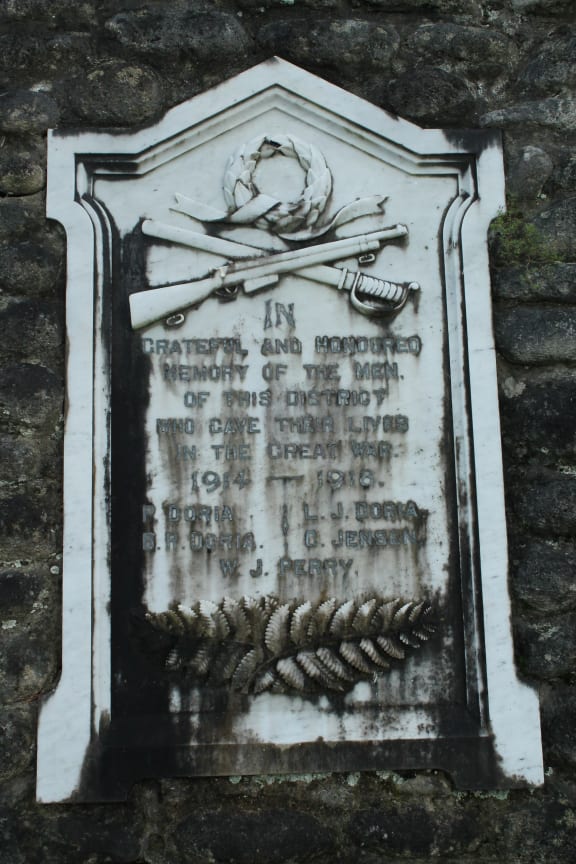 IN
GRATEFUL AND HONOURED
MEMORY OF THE MEN.
OF THIS DISTRICT
WHO GAVE THEIR LIVES
IN THE GREAT WAR.
1914 — 1918.
P. DORIA L. J. DORIA.
B. P. DORIA. C. JENSEN.
W. J. PERRY.